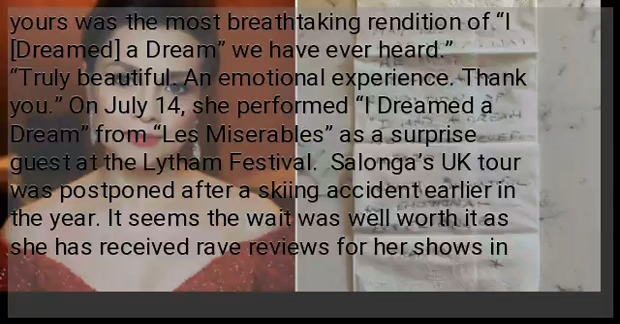 yours was the most breathtaking rendition of “I
[Dreamed] a Dream” we have ever heard.”
“Truly beautiful. An emotional experience. Thank
you.” On July 14, she performed “I Dreamed a
Dream” from “Les Miserables” as a surprise
guest at the Lytham Festival. Salonga’s UK tour
was postponed after a skiing accident earlier in
the year. It seems the wait was well worth it as
she has received rave reviews for her shows in